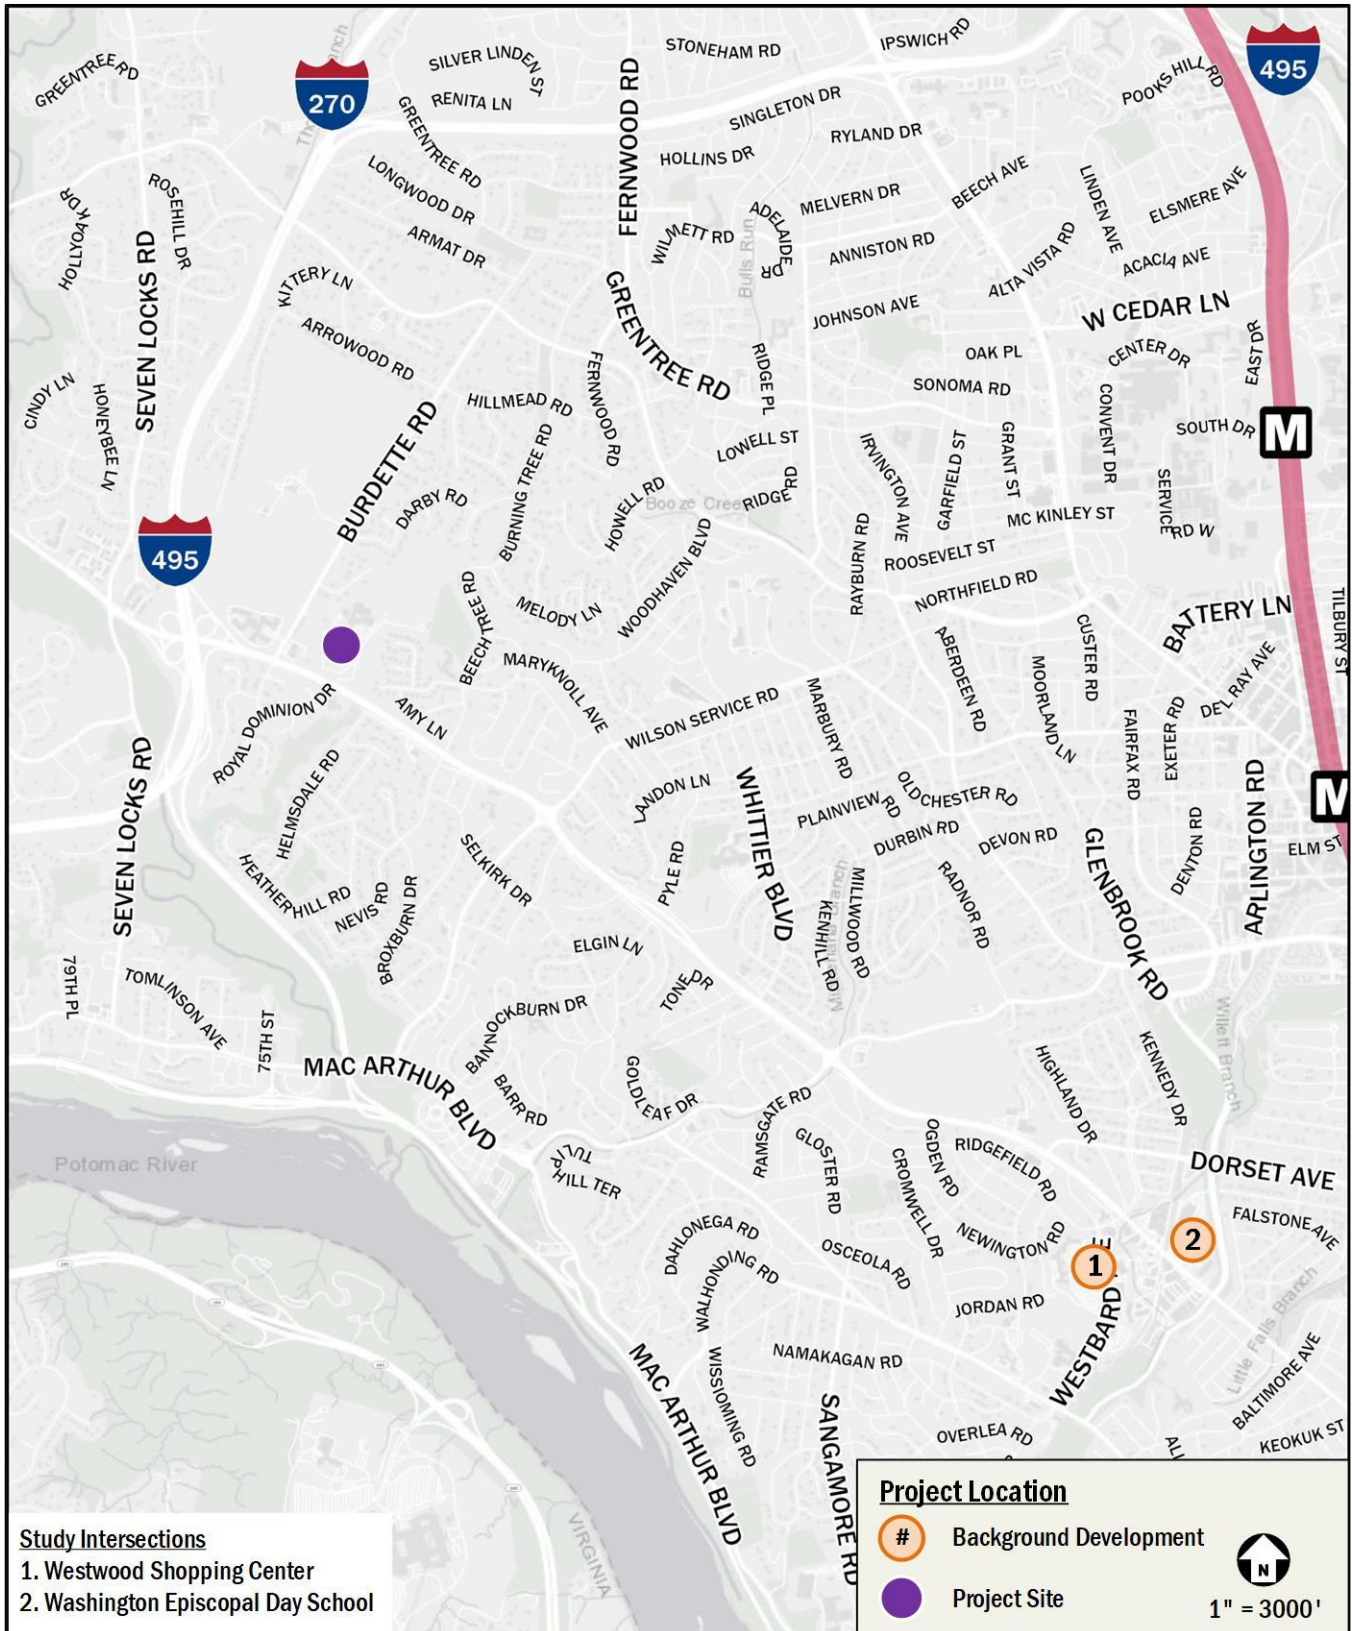 GREENTREE RD
270
SILVER LINDEN ST
RENITA LN
FERNWOOD RD
STONEHAM RD
IPSWICH RD
POOKS HILL RD
495
GREENTREE RD
LONGWOOD DR
ARMAT DR
SINGLETON DR
HOLLINS DR
RYLAND DR
HOLLYOAK DR
ROSEHILL DR
SEVEN LOCKS RD
KITTERY LN
ARROWOOD RD
WILMETT RD
Bulls Run
ADELAIDE DR
MELVERN DR
BEECH AVE
LINDEN AVE
ELSMERE AVE
ANNISTON RD
ALTA VISTA RD
ACACIA AVE
JOHNSON AVE
W CEDAR LN
GREENTREE RD
RIDGE PL
OAK PL
CENTER DR
EAST DR
CINDY LN
HONEYBEE LN
BURDETTE RD
HILLMEAD RD
FERNWOOD RD
SONOMA RD
CONVENT DR
SOUTH DR
M
DARBY RD
BURNING TREE RD
LOWELL ST
IRVINGTON AVE
GARFIELD ST
GRANT ST
HOWELL RD
RIDGE RD
MC KINLEY ST
SERVICE RD W
495
WOODHAVEN BLVD
RAYBURN RD
ROOSEVELT ST
NORTHFIELD RD
BEECH TREE RD
MELODY LN
MARYKNOLL AVE
ABERDEEN RD
CUSTER RD
BATTERY LN
TILBURY ST
ROYAL DOMINION DR
AMY LN
WILSON SERVICE RD
MARBURY RD
MOORLAND LN
DEL RAY AVE
FAIRFAX RD
EXETER RD
SEVEN LOCKS RD
HELMSDALE RD
LANDON LN
WHITTIER BLVD
PLAINVIEW RD
OLDCHESTER RD
ARLINGTON RD
M
HEATHER HILL RD
NEVIS RD
BROXBURN DR
SELKIRK DR
PYLE RD
DURBIN RD
DEVON RD
GLENBROOK RD
DENTON RD
ELM ST
MILLWOOD RD
KENHILL RD
RADNOR RD
79TH PL
TOMLINSON AVE
75TH ST
ELGIN LN
TONE DR
BANNOCKBURN DR
Willett Branch
MAC ARTHUR BLVD
BARR RD
GOLDLEAF DR
RAMSGATE RD
HIGHLAND DR
KENNEDY DR
Potomac River
TULIP HILL TER
GLOSTER RD
OGDEN RD
RIDGEFIELD RD
CROMWELL DR
DORSET AVE
DAHLONEGA RD
WALHONDING RD
OSCEOLA RD
NEWINGTON RD
1
2
FALSTONE AVE
JORDAN RD
WESTBARD
Little Falls Branch
MAC ARTHUR BLVD
WISSIOMING RD
NAMAKAGAN RD
SANGAMORE RD
OVERLEA RD
BALTIMORE AVE
KEOKUK ST
VIRGINIA
Study Intersections
1. Westwood Shopping Center
2. Washington Episcopal Day School
Project Location
# Background Development
Project Site
N
1" = 3000'